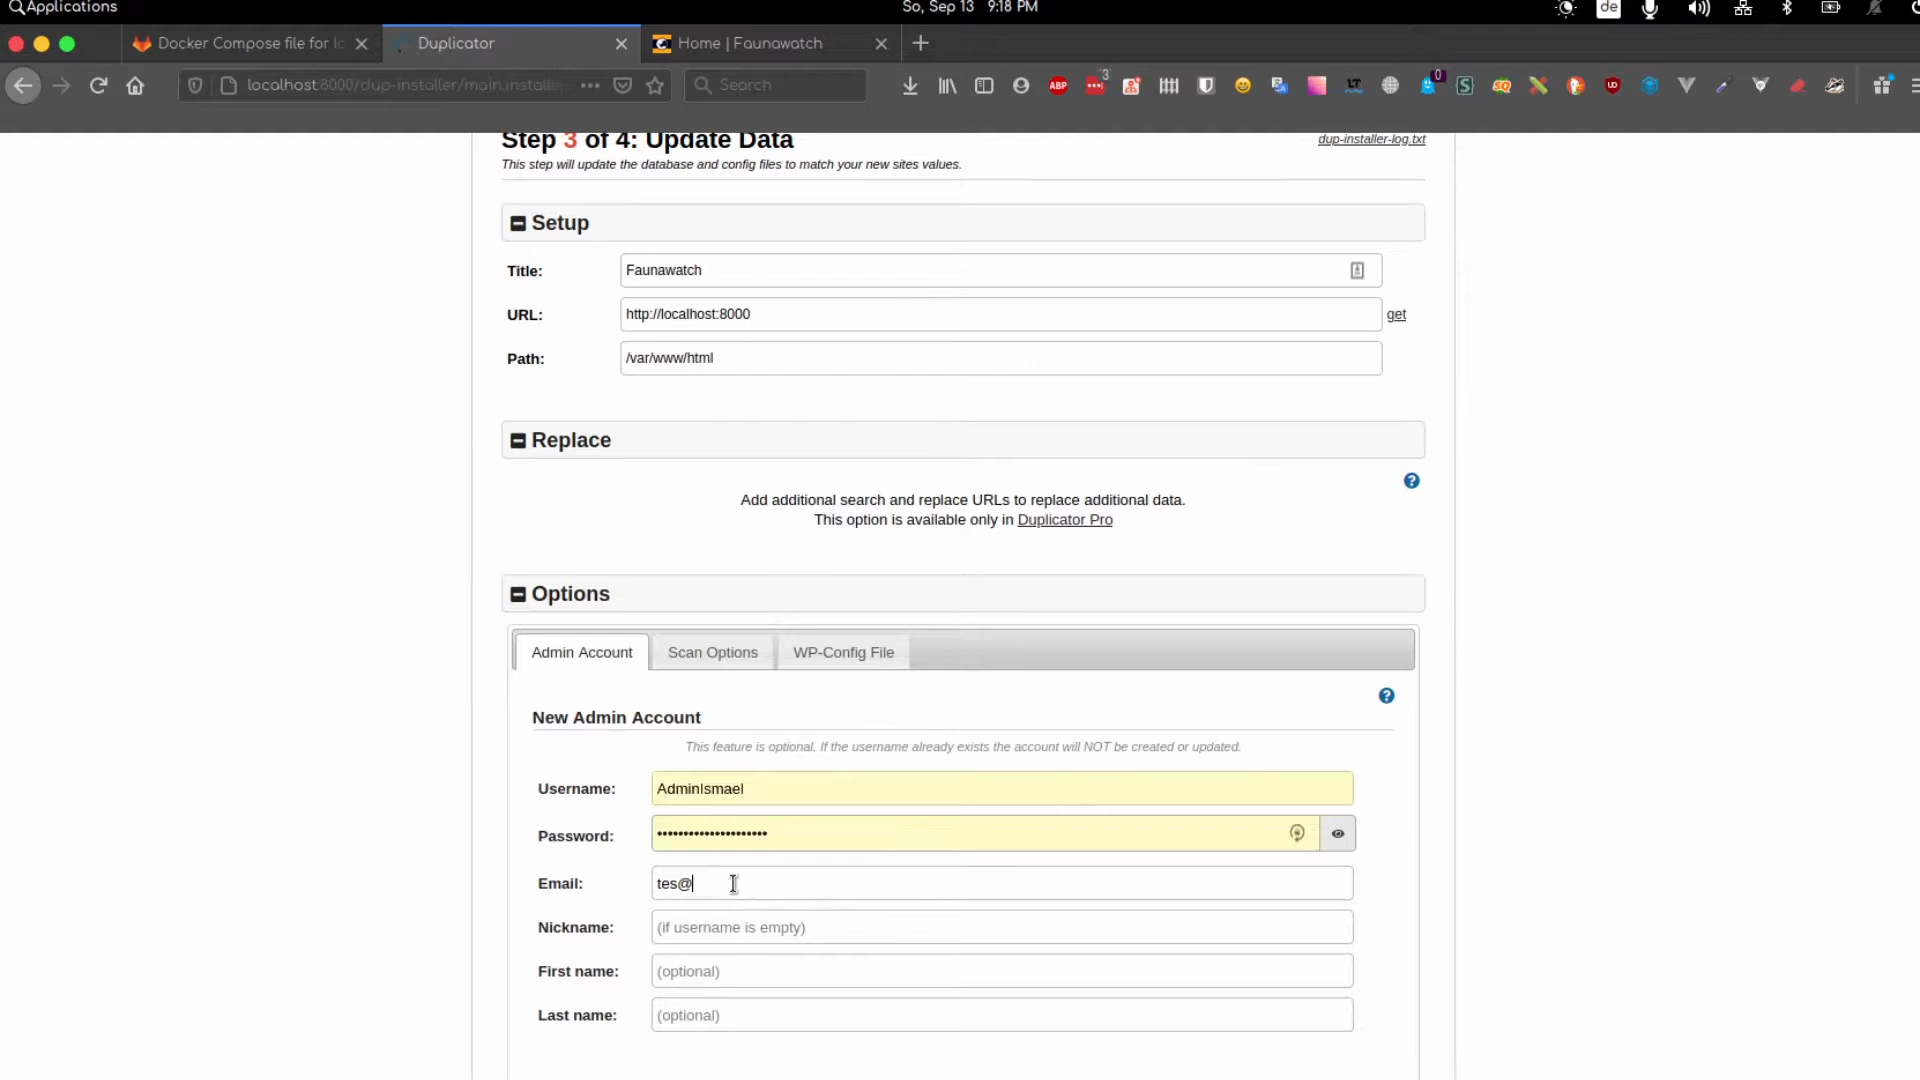 Applications
So, Sep 13 9:18 PM
de
Docker Compose file for lo
Duplicator
Home | Faunawatch
localhost:8000/dup-installer/main.installe
Search
ABP
3
0
Step 3 of 4: Update Data
dup-installer-log.txt
This step will update the database and config files to match your new sites values.
Setup
Title:
Faunawatch
URL:
http://localhost:8000
get
Path:
/var/www/html
Replace
Add additional search and replace URLs to replace additional data.
This option is available only in Duplicator Pro
Options
Admin Account
Scan Options
WP-Config File
New Admin Account
This feature is optional. If the username already exists the account will NOT be created or updated.
Username:
AdminIsmael
Password:
•••••••••••••••••••••
Email:
tes@
Nickname:
(if username is empty)
First name:
(optional)
Last name:
(optional)